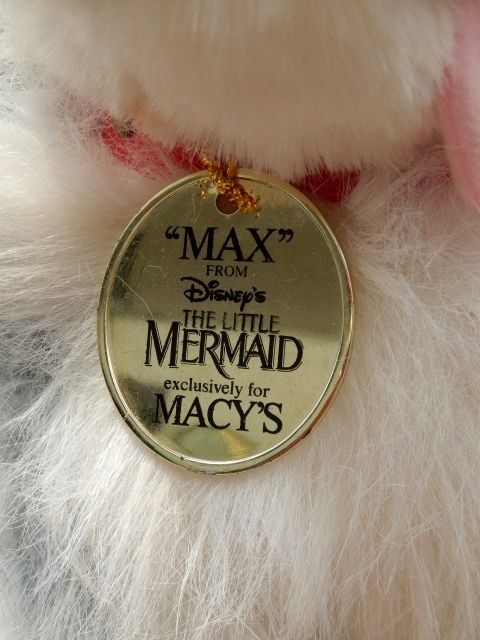 "MAX"
FROM
Disney's
THE LITTLE
MERMAID
exclusively for
MACY'S